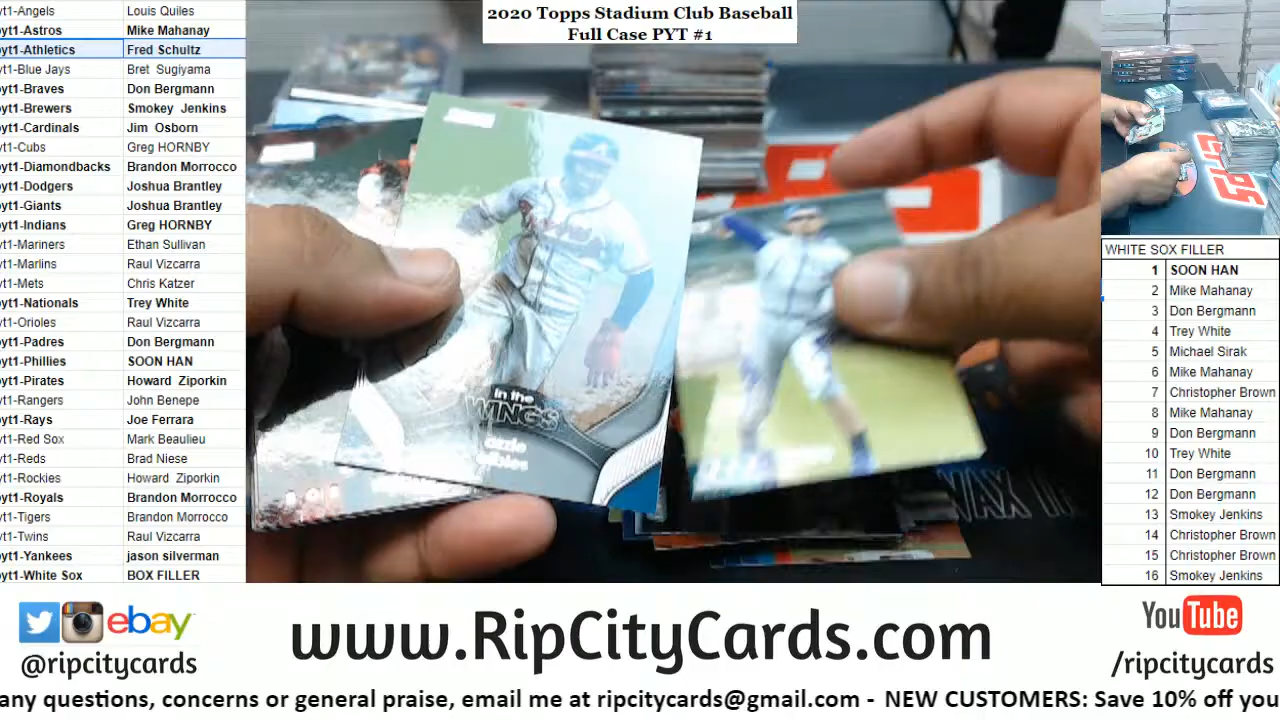 2020 Topps Stadium Club Baseball
Full Case PYT #1
yt1-Angels Louis Quiles
yt1-Astros Mike Mahanay
yt1-Athletics Fred Schultz
yt1-Blue Jays Bret Sugiyama
yt1-Braves Don Bergmann
yt1-Brewers Smokey Jenkins
yt1-Cardinals Jim Osborn
yt1-Cubs Greg HORNBY
yt1-Diamondbacks Brandon Morrocco
yt1-Dodgers Joshua Brantley
yt1-Giants Joshua Brantley
yt1-Indians Greg HORNBY
yt1-Mariners Ethan Sullivan
yt1-Marlins Raul Vizcarra
yt1-Mets Chris Katzer
yt1-Nationals Trey White
yt1-Orioles Raul Vizcarra
yt1-Padres Don Bergmann
yt1-Phillies SOON HAN
yt1-Pirates Howard Ziporkin
yt1-Rangers John Benepe
yt1-Rays Joe Ferrara
yt1-Red Sox Mark Beaulieu
yt1-Reds Brad Niese
yt1-Rockies Howard Ziporkin
yt1-Royals Brandon Morrocco
yt1-Tigers Brandon Morrocco
yt1-Twins Raul Vizcarra
yt1-Yankees jason silverman
yt1-White Sox BOX FILLER
in the
WINGS
WAX
WHITE SOX FILLER
1 SOON HAN
2 Mike Mahanay
3 Don Bergmann
4 Trey White
5 Michael Sirak
6 Mike Mahanay
7 Christopher Brown
8 Mike Mahanay
9 Don Bergmann
10 Trey White
11 Don Bergmann
12 Don Bergmann
13 Smokey Jenkins
14 Christopher Brown
15 Christopher Brown
16 Smokey Jenkins
ebay
@ripcitycards
www.RipCityCards.com
YouTube
/ripcitycards
any questions, concerns or general praise, email me at ripcitycards@gmail.com - NEW CUSTOMERS: Save 10% off you